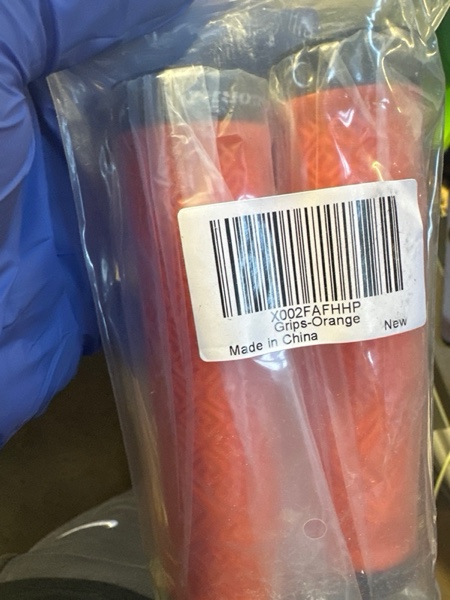 X002FAFHHP
Grips-Orange
New
Made in China